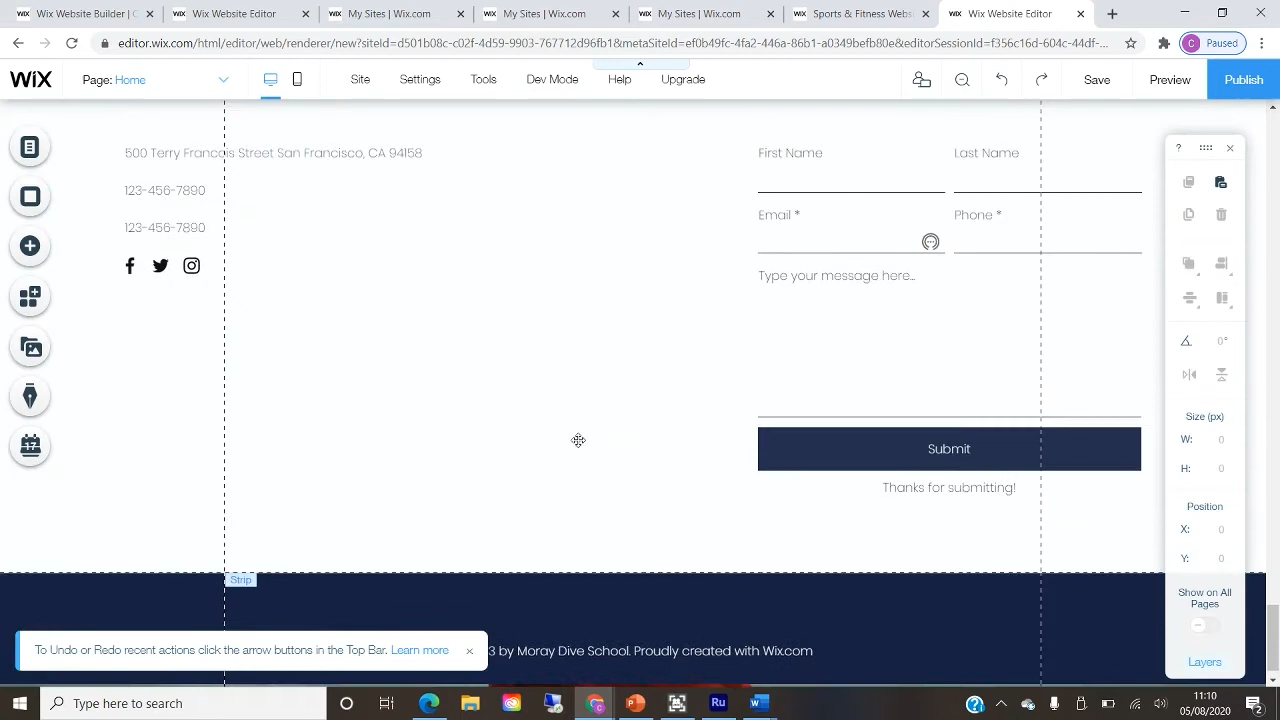 Wix Website Builder | C
Wix Website Editor
My Sites | Wix.com
My Sites | Wix.com
My Sites | Wix.com
Sports & Fitness Websi
Wix Website Editor
editor.wix.com/html/editor/web/renderer/new?siteId=d501b08c-c02f-4d59-9903-c67712d96fb1&metaSiteId=ef0b49fc-4fa2-446a-86b1-a0349befb80e&editorSessionId=f356c16d-604c-44df-...
C Paused
WiX Page: Home Site Settings Tools Dev Mode Help Upgrade Save Preview Publish
500 Terry Francois Street San Francisco, CA 94158
123-456-7890
123-456-7890
First Name Last Name
Email * Phone *
Type your message here...
Submit
Thanks for submitting!
?
0°
Size (px)
W: 0
H: 0
Position
X: 0
Y: 0
Show on All
Pages
Layers
17
Strip
To Undo or Redo recent actions click the arrow buttons in the Top Bar. Learn more
3 by Moray Dive School. Proudly created with Wix.com
Type here to search
Ru
11:10
05/08/2020
2